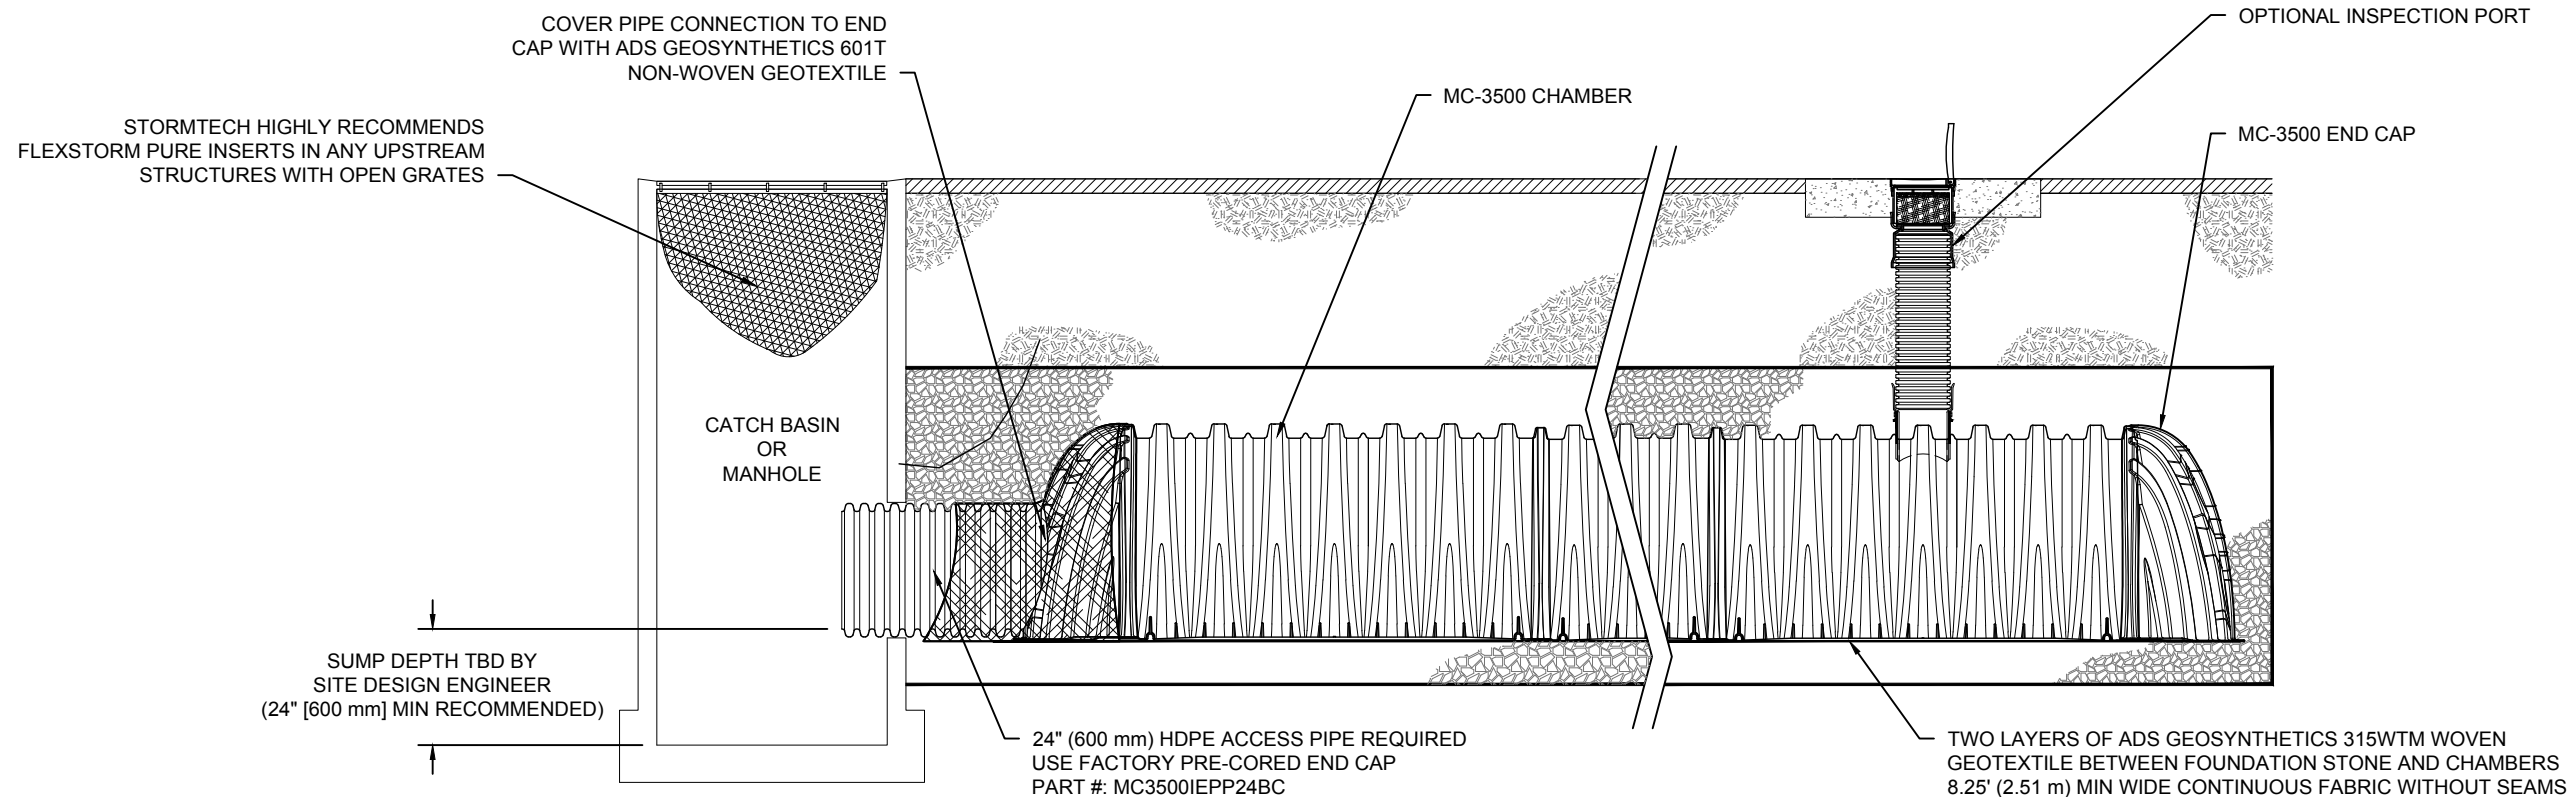 COVER PIPE CONNECTION TO END
CAP WITH ADS GEOSYNTHETICS 601T
NON-WOVEN GEOTEXTILE
OPTIONAL INSPECTION PORT
MC-3500 CHAMBER
STORMTECH HIGHLY RECOMMENDS
FLEXSTORM PURE INSERTS IN ANY UPSTREAM
STRUCTURES WITH OPEN GRATES
MC-3500 END CAP
CATCH BASIN
OR
MANHOLE
SUMP DEPTH TBD BY
SITE DESIGN ENGINEER
(24" [600 mm] MIN RECOMMENDED)
24" (600 mm) HDPE ACCESS PIPE REQUIRED
USE FACTORY PRE-CORED END CAP
PART #: MC3500IEPP24BC
TWO LAYERS OF ADS GEOSYNTHETICS 315WTM WOVEN
GEOTEXTILE BETWEEN FOUNDATION STONE AND CHAMBERS
8.25' (2.51 m) MIN WIDE CONTINUOUS FABRIC WITHOUT SEAMS